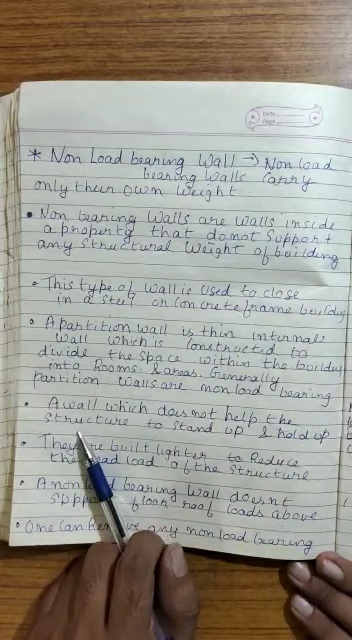 Date
Page
* Non Load bearing Wall → Non load
bearing walls carry
only their own weight.
• Non bearing Walls are walls inside
a property that donot support
any structural weight of building
• This type of wall is used to close
in a steel or concrete frame building
• A partition wall is thin internal
wall which is constructed to
divide the space within the building
into Rooms & areas. Generally
partition walls are non load bearing
• A wall which does not help the
structure to stand up & hold up
• They are built lighter to Reduce
the dead load of the structure.
• A non load bearing wall doesnt
support floor roof loads above
• One can any non load bearing